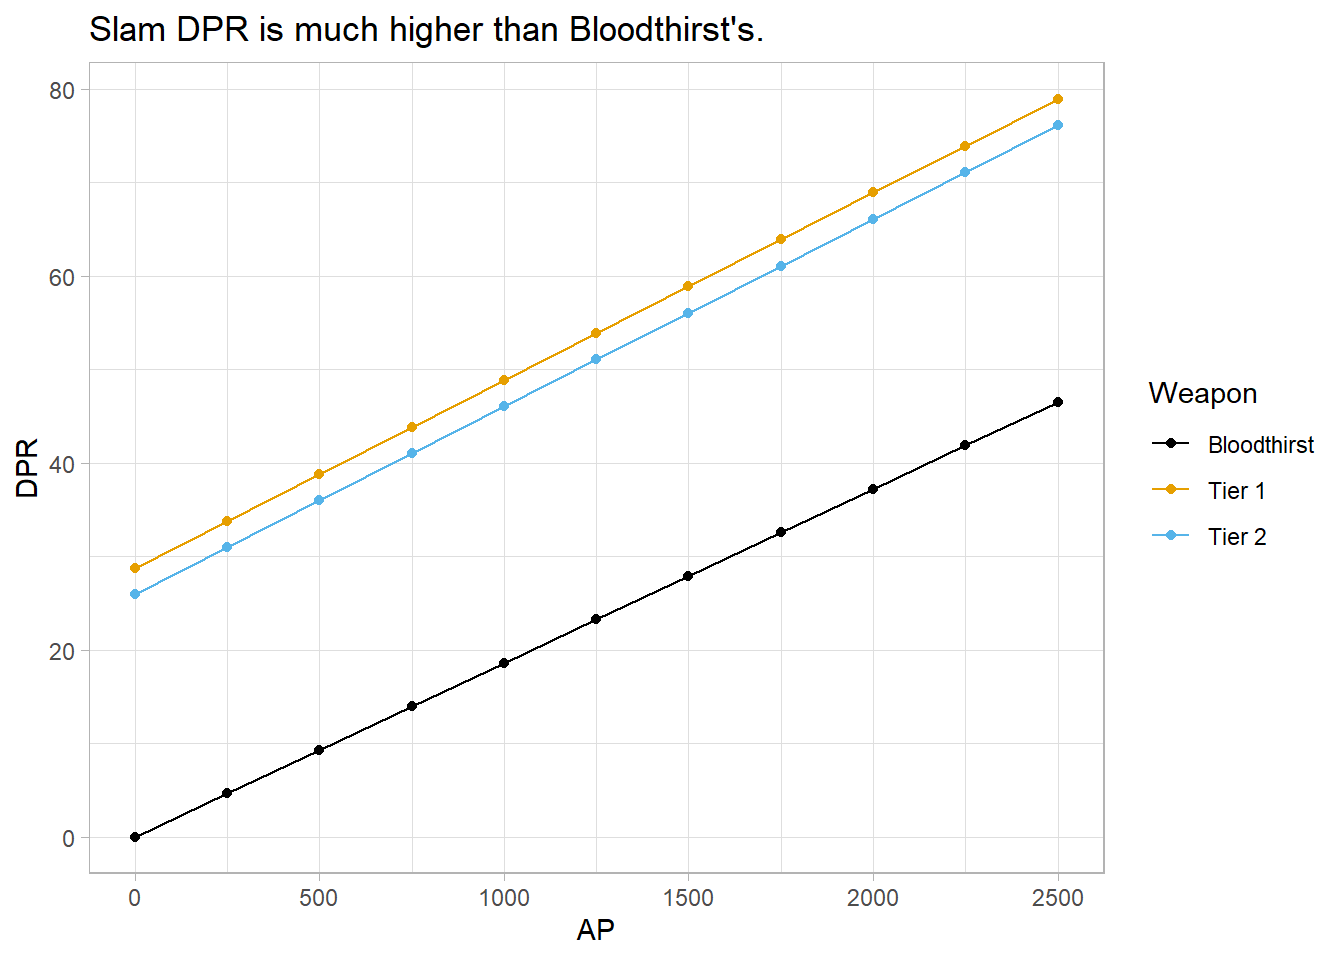 Slam DPR is much higher than Bloodthirst's.
80
60
40
20
0
DPR
0 500 1000 1500 2000 2500
AP
Weapon
Bloodthirst
Tier 1
Tier 2